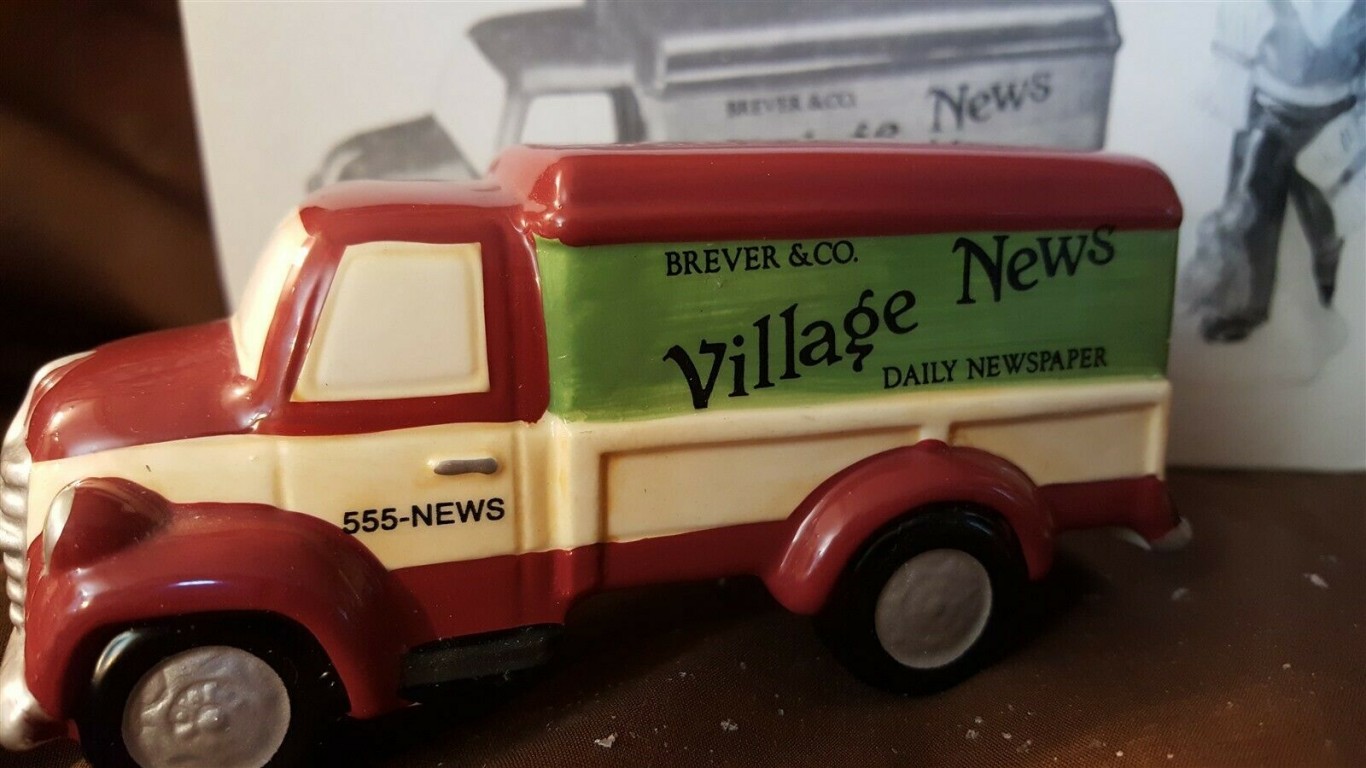 BREVER & CO.
News
BREVER & CO.
Village News
DAILY NEWSPAPER
555-NEWS